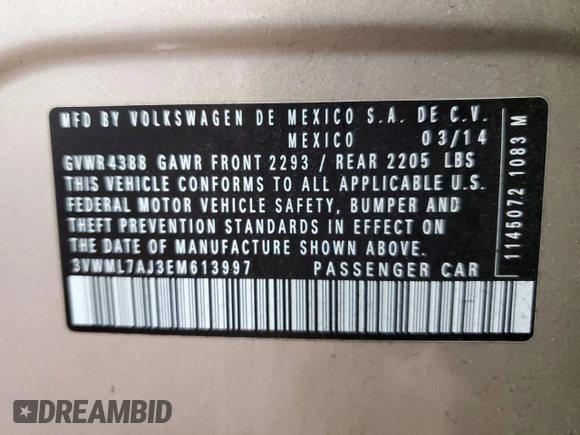 MFD BY VOLKSWAGEN DE MEXICO S.A. DE C.V.
MEXICO 03/14
GVWR 4388 GAWR FRONT 2293 / REAR 2205 LBS
THIS VEHICLE CONFORMS TO ALL APPLICABLE U.S.
FEDERAL MOTOR VEHICLE SAFETY, BUMPER AND
THEFT PREVENTION STANDARDS IN EFFECT ON
THE DATE OF MANUFACTURE SHOWN ABOVE.
3VWML7AJ3EM613997 PASSENGER CAR
1145072 1083 M
DREAMBID